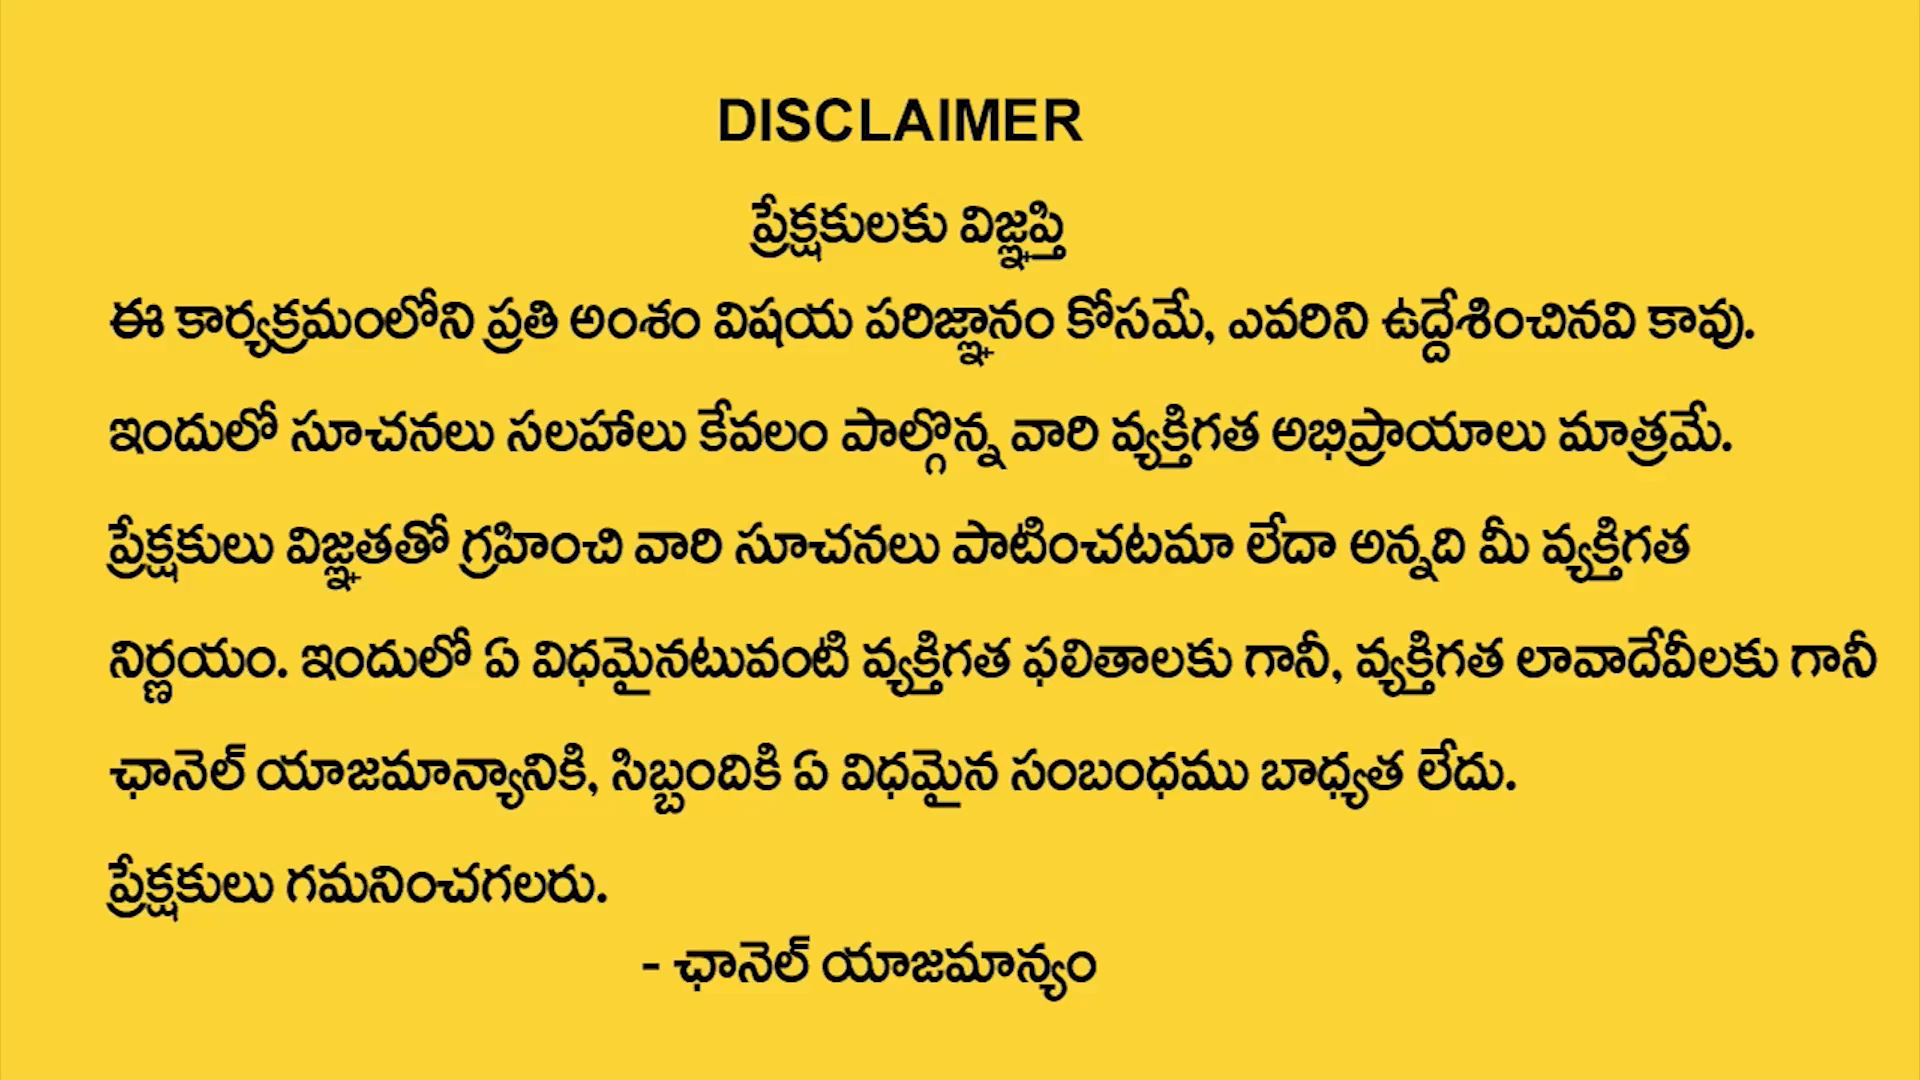 DISCLAIMER
ప్రేక్షకులకు విజ్ఞప్తి
ఈ కార్యక్రమంలోని ప్రతి అంశం విషయ పరిజ్ఞానం కోసమే, ఎవరిని ఉద్దేశించినవి కావు.
ఇందులో సూచనలు సలహాలు కేవలం పాల్గొన్న వారి వ్యక్తిగత అభిప్రాయాలు మాత్రమే.
ప్రేక్షకులు విజ్ఞతతో గ్రహించి వారి సూచనలు పాటించటమా లేదా అన్నది మీ వ్యక్తిగత
నిర్ణయం. ఇందులో ఏ విధమైనటువంటి వ్యక్తిగత ఫలితాలకు గానీ, వ్యక్తిగత లావాదేవీలకు గానీ
ఛానెల్ యాజమాన్యానికి, సిబ్బందికి ఏ విధమైన సంబంధము బాధ్యత లేదు.
ప్రేక్షకులు గమనించగలరు.
- ఛానెల్ యాజమాన్యం